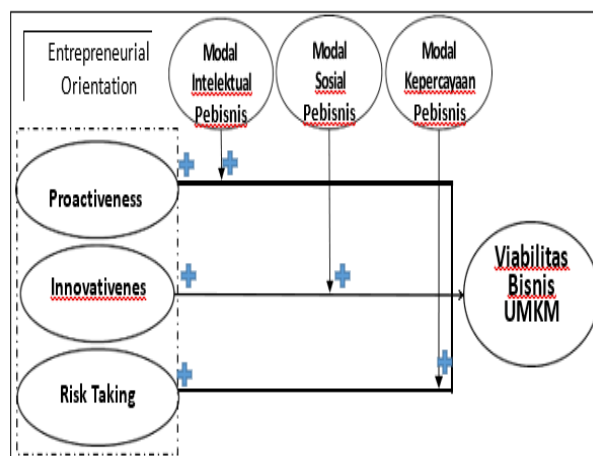 Entrepreneurial
Orientation
Modal
Intelektual
Pebisnis
Modal
Sosial
Pebisnis
Modal
Kepercayaan
Pebisnis
Proactiveness
Innovativenes
Risk Taking
Viabilitas
Bisnis
UMKM